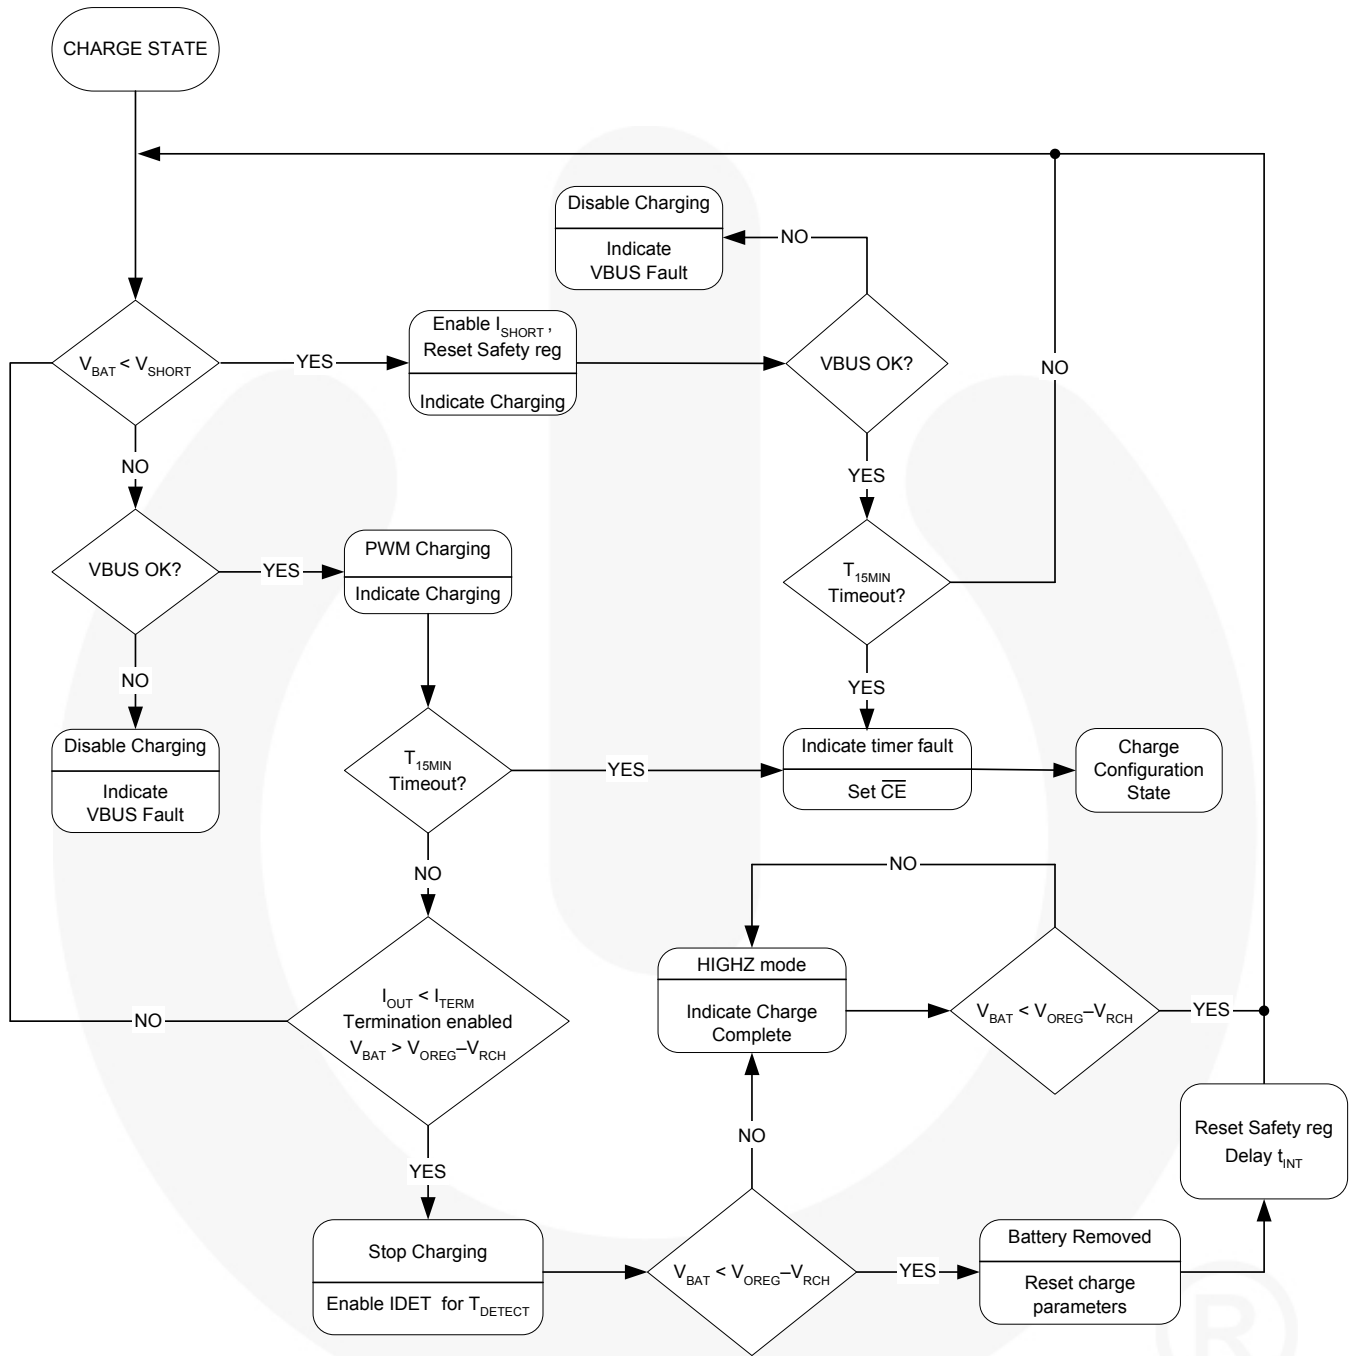 CHARGE STATE
Disable Charging
Indicate
VBUS Fault
NO
Enable I_SHORT ,
Reset Safety reg
Indicate Charging
V_BAT < V_SHORT
YES
VBUS OK?
NO
NO
YES
VBUS OK?
YES
PWM Charging
Indicate Charging
T_15MIN
Timeout?
NO
YES
Disable Charging
Indicate
VBUS Fault
T_15MIN
Timeout?
YES
Indicate timer fault
Set C̅E̅
Charge
Configuration
State
NO
NO
I_OUT < I_TERM
Termination enabled
V_BAT > V_OREG–V_RCH
NO
HIGHZ mode
Indicate Charge
Complete
V_BAT < V_OREG–V_RCH
YES
YES
NO
Reset Safety reg
Delay t_INT
Stop Charging
Enable IDET for T_DETECT
V_BAT < V_OREG–V_RCH
YES
Battery Removed
Reset charge
parameters
®